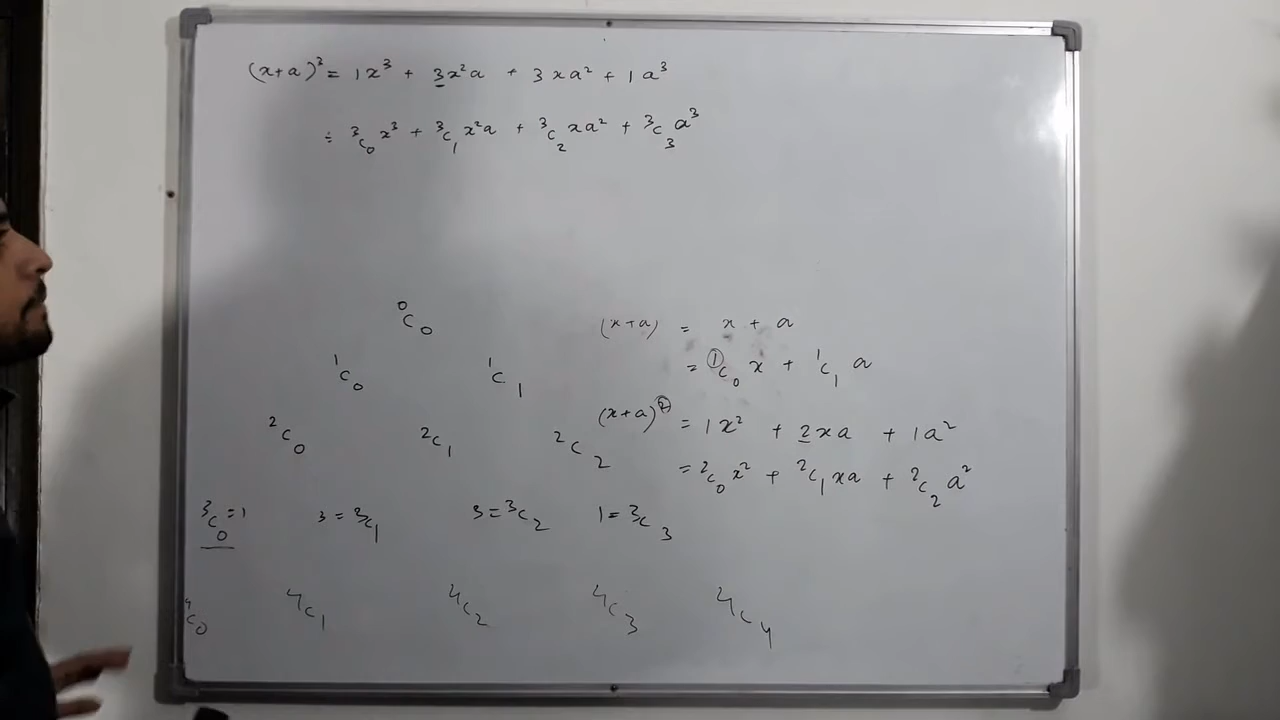 (x+a)³ = 1x³ + 3x²a + 3xa² + 1a³
= ³C₀ x³ + ³C₁ x²a + ³C₂ xa² + ³C₃ a³
⁰C₀
(x+a) = x + a
¹C₀ ¹C₁
= ¹C₀ x + ¹C₁ a
²C₀ ²C₁ ²C₂
(x+a)² = 1x² + 2xa + 1a²
= ²C₀ x² + ²C₁ xa + ²C₂ a²
³C₀ = 1 3 = ³C₁ 3 = ³C₂ 1 = ³C₃
⁴C₀ ⁴C₁ ⁴C₂ ⁴C₃ ⁴C₄